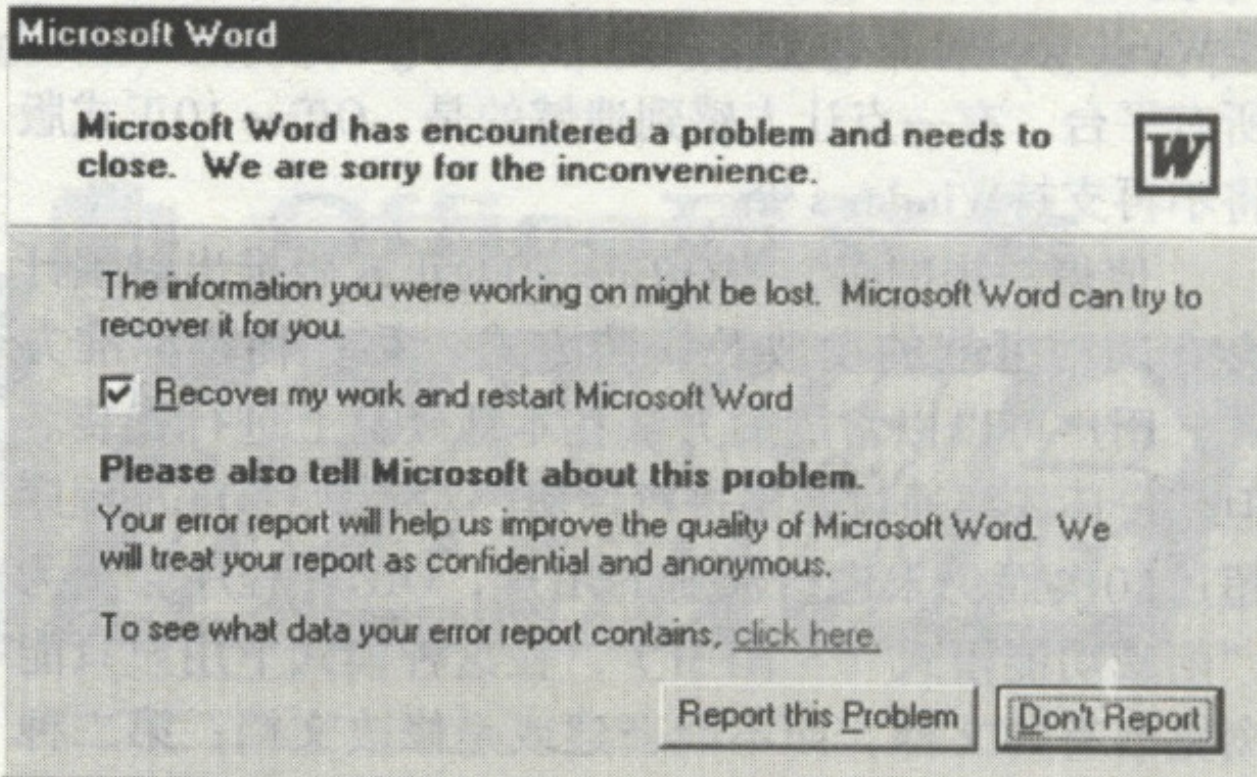 Microsoft Word
Microsoft Word has encountered a problem and needs to
close. We are sorry for the inconvenience.
W
The information you were working on might be lost. Microsoft Word can try to
recover it for you.
Recover my work and restart Microsoft Word
Please also tell Microsoft about this problem.
Your error report will help us improve the quality of Microsoft Word. We
will treat your report as confidential and anonymous.
To see what data your error report contains, click here.
Report this Problem
Don't Report